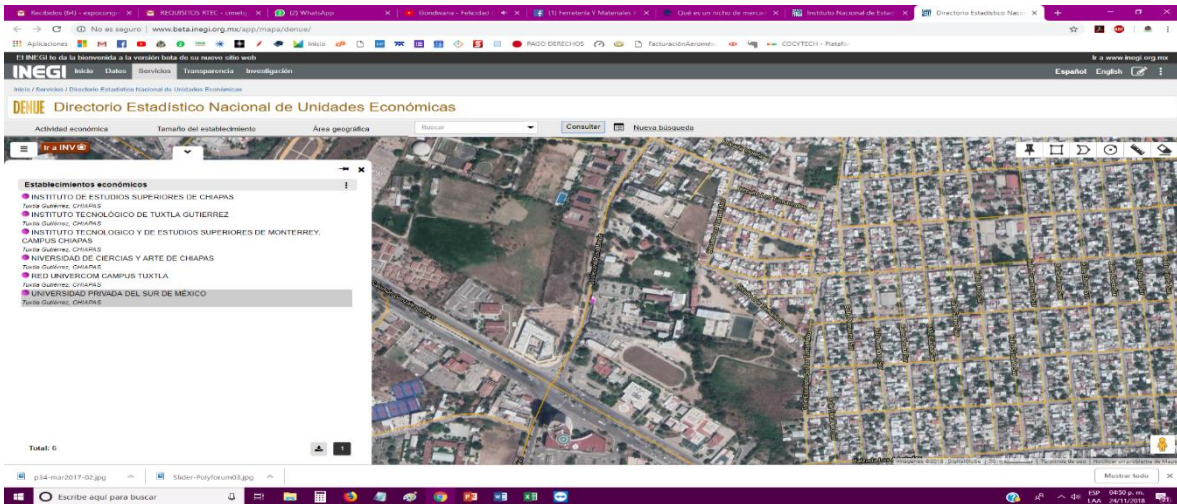 Recibidos (64) - expocompr
REQUISITOS RTEC - cimelq
(2) WhatsApp
Gondwana - Felicidad
(1) Ferretería Y Materiales
Qué es un nicho de mercad
Instituto Nacional de Estad
Directorio Estadístico Nacio
No es seguro | www.beta.inegi.org.mx/app/mapa/denue/
Aplicaciones
Inicio
PAGO DERECHOS
COCYTECH - Platafo
El INEGI te da la bienvenida a la versión beta de su nuevo sitio web
Ir a www.inegi.org.mx
INEGI Inicio Datos Servicios Transparencia Investigación
Español English
Inicio / Servicios / Directorio Estadístico Nacional de Unidades Económicas
DENUE Directorio Estadístico Nacional de Unidades Económicas
Actividad económica Tamaño del establecimiento Área geográfica Buscar Consultar Nueva búsqueda
Ir a INV
Establecimientos económicos
INSTITUTO DE ESTUDIOS SUPERIORES DE CHIAPAS
Tuxtla Gutiérrez, CHIAPAS
INSTITUTO TECNOLÓGICO DE TUXTLA GUTIERREZ
Tuxtla Gutiérrez, CHIAPAS
INSTITUTO TECNOLOGICO Y DE ESTUDIOS SUPERIORES DE MONTERREY,
CAMPUS CHIAPAS
Tuxtla Gutiérrez, CHIAPAS
NIVERSIDAD DE CIERCIAS Y ARTE DE CHIAPAS
Tuxtla Gutiérrez, CHIAPAS
RED UNIVERCOM CAMPUS TUXTLA
Tuxtla Gutiérrez, CHIAPAS
UNIVERSIDAD PRIVADA DEL SUR DE MÉXICO
Tuxtla Gutiérrez, CHIAPAS
Total: 6
1
p34-mar2017-02.jpg
Slider-Polyforum03.jpg
Mostrar todo
Escribe aquí para buscar
ESP 04:50 p. m.
LAA 24/11/2018